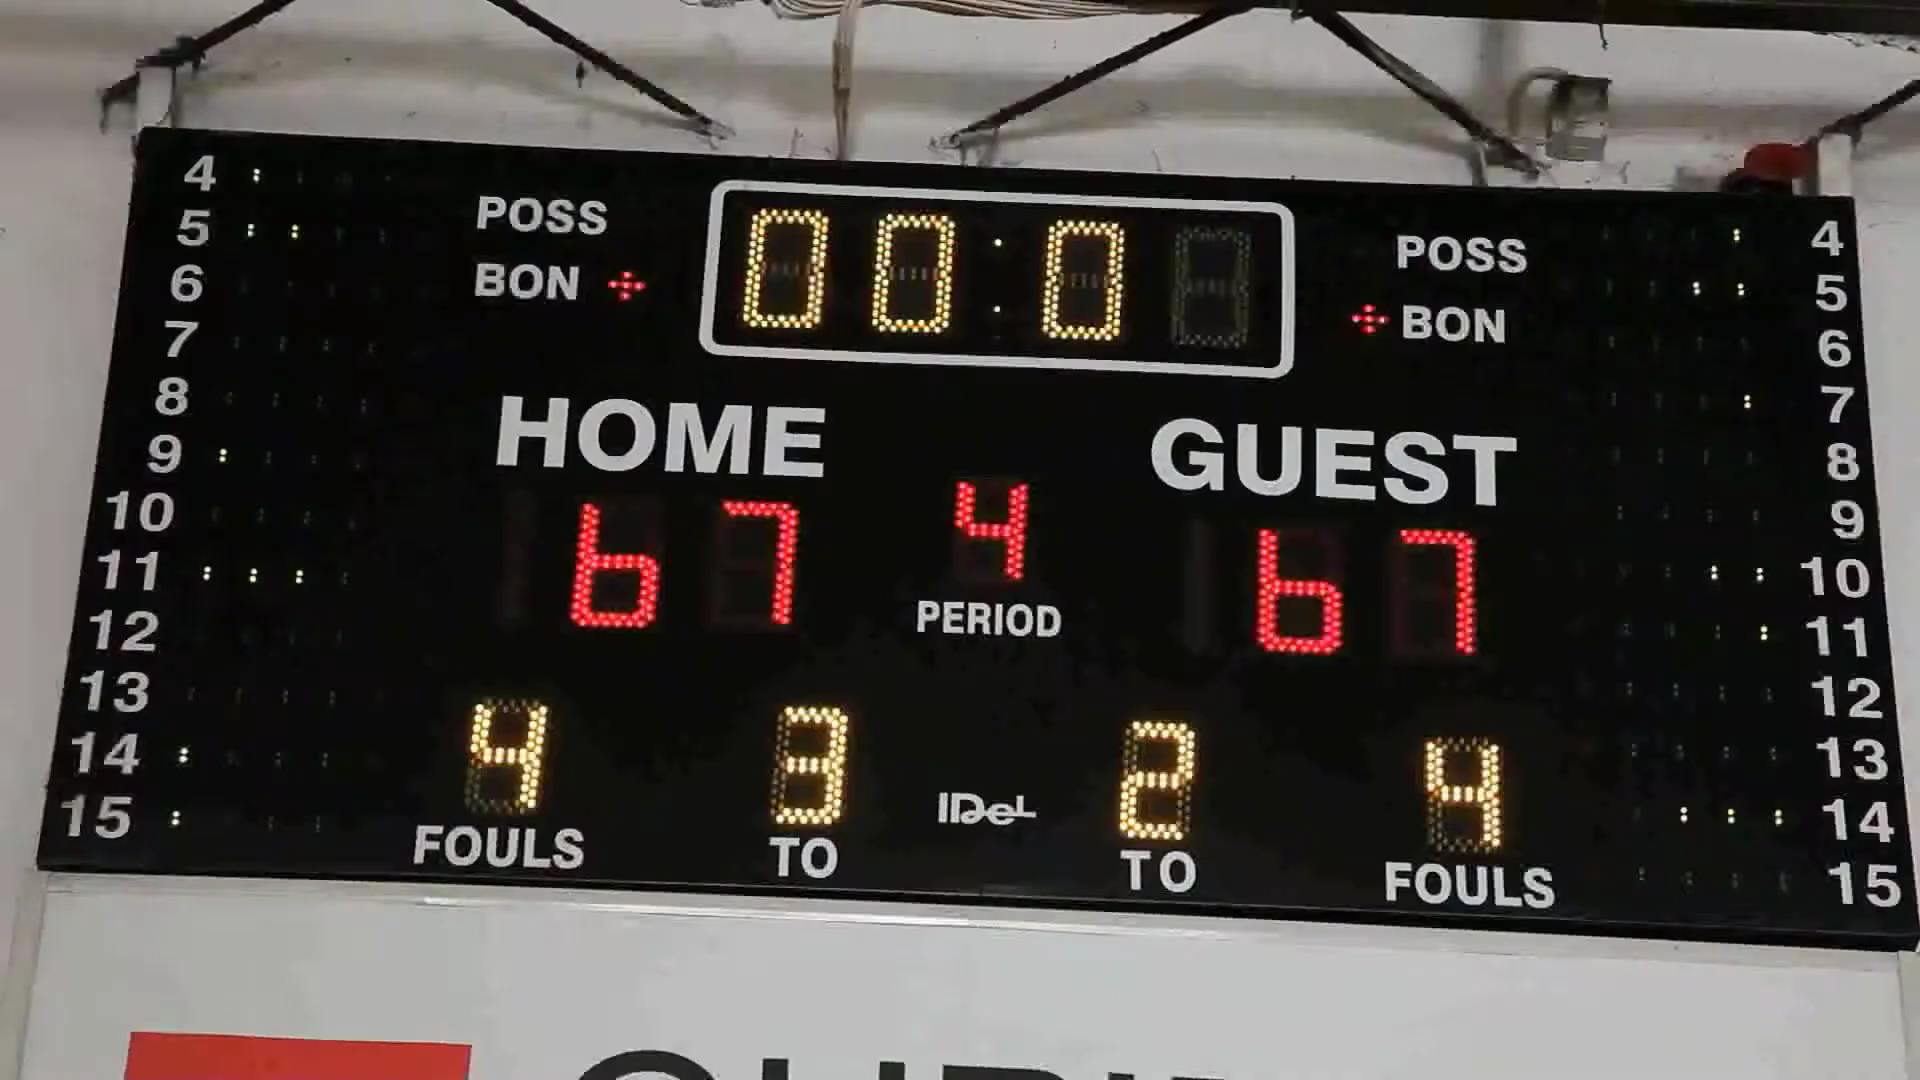 4
5
6
7
8
9
10
11
12
13
14
15
POSS
BON
00:0
POSS
BON
HOME
GUEST
67
4
67
PERIOD
4
3
2
4
FOULS
TO
IDeL
TO
FOULS
4
5
6
7
8
9
10
11
12
13
14
15